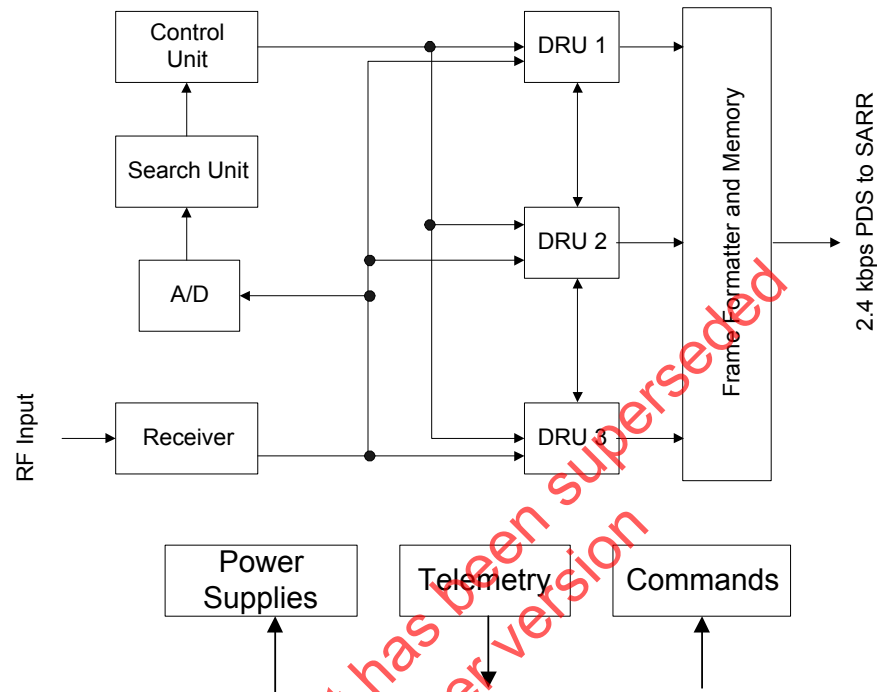 Control
Unit
DRU 1
Search Unit
DRU 2
A/D
Receiver
DRU 3
RF Input
Frame Formatter and Memory
2.4 kbps PDS to SARR
Power
Supplies
Telemetry
Commands
has been superseded
version